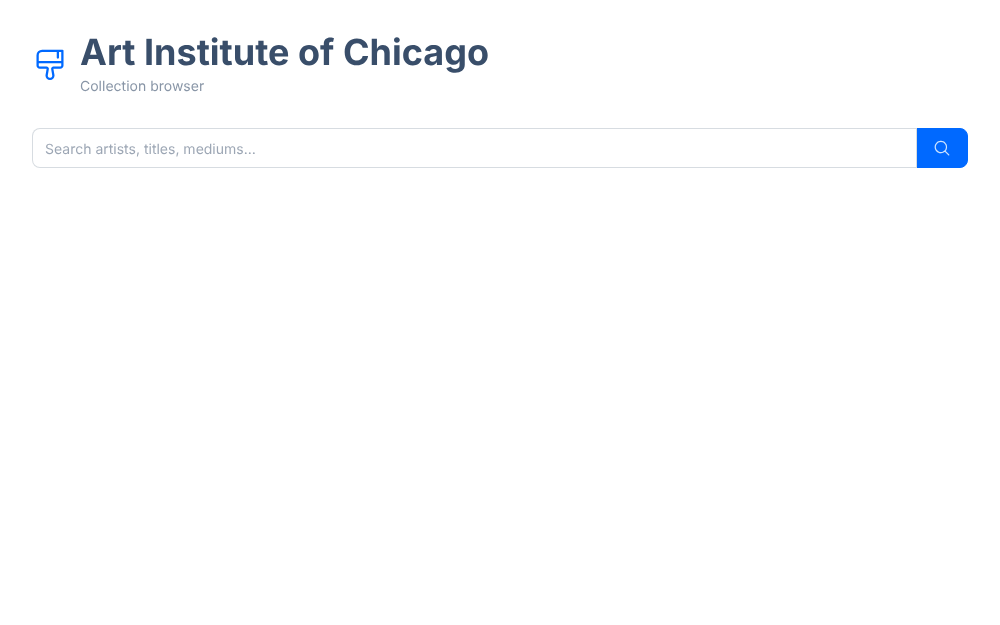 Art Institute of Chicago
Collection browser
Search artists, titles, mediums...